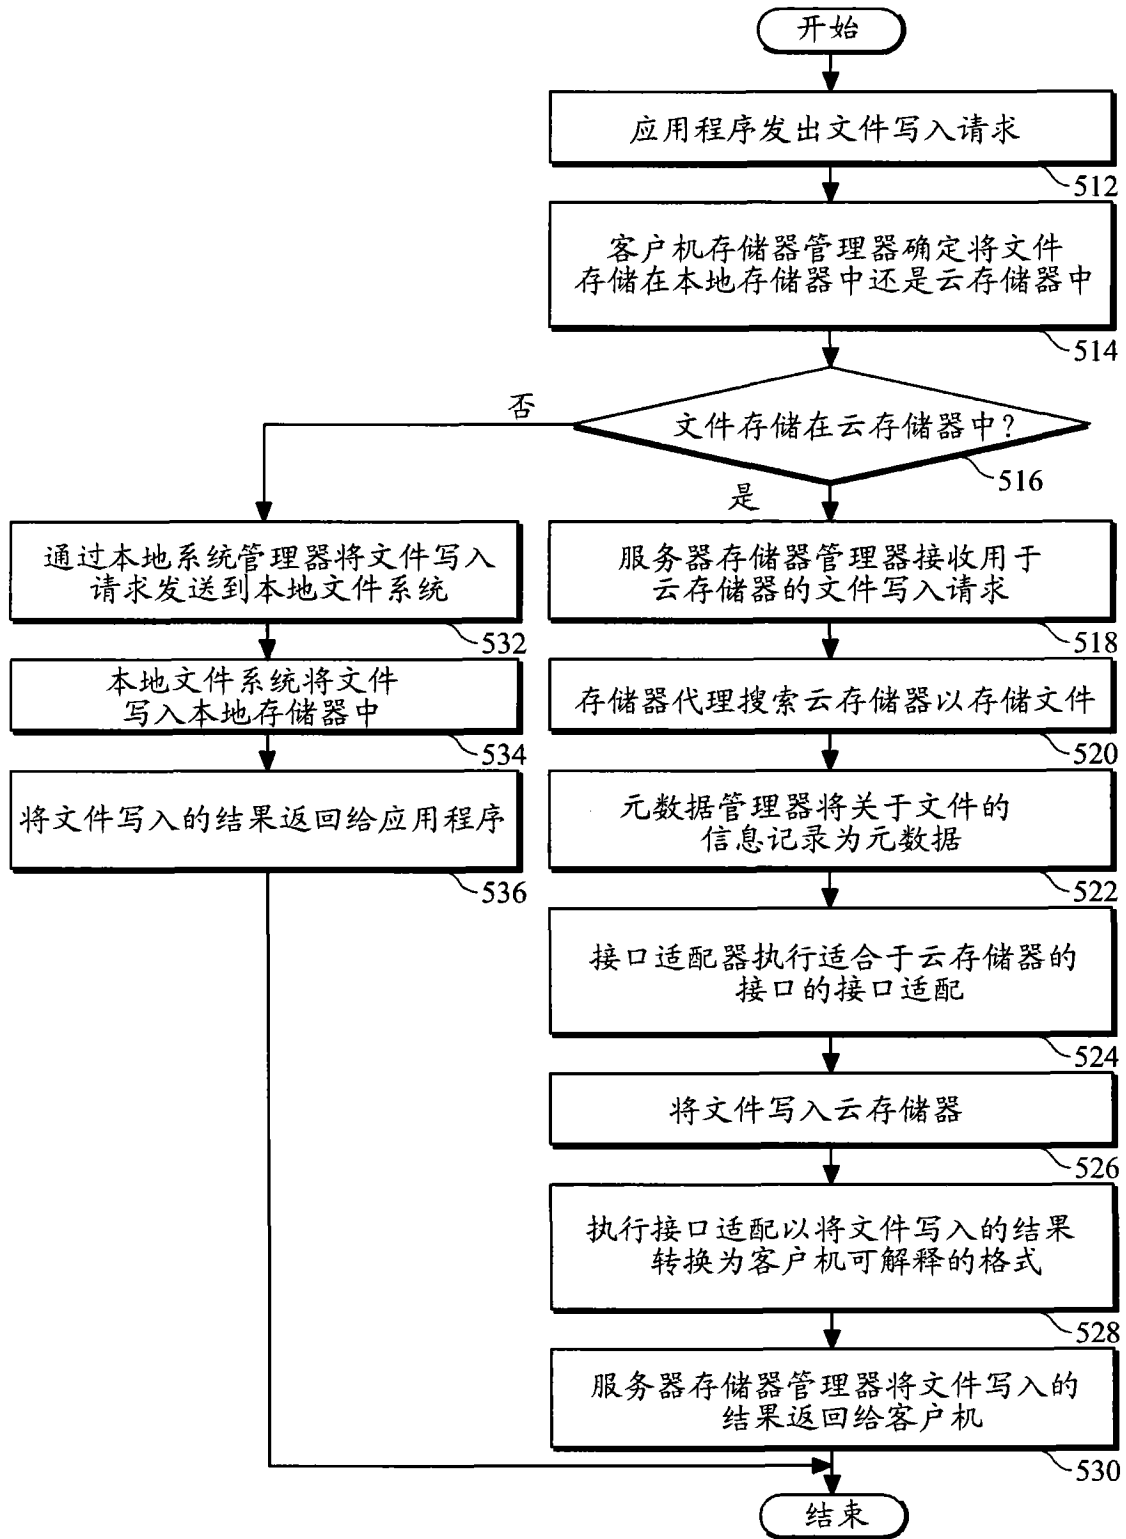 开始
应用程序发出文件写入请求
512
客户机存储器管理器确定将文件
存储在本地存储器中还是云存储器中
514
文件存储在云存储器中?
516
否
是
通过本地系统管理器将文件写入
请求发送到本地文件系统
532
本地文件系统将文件
写入本地存储器中
534
将文件写入的结果返回给应用程序
536
服务器存储器管理器接收用于
云存储器的文件写入请求
518
存储器代理搜索云存储器以存储文件
520
元数据管理器将关于文件的
信息记录为元数据
522
接口适配器执行适合于云存储器的
接口的接口适配
524
将文件写入云存储器
526
执行接口适配以将文件写入的结果
转换为客户机可解释的格式
528
服务器存储器管理器将文件写入的
结果返回给客户机
530
结束